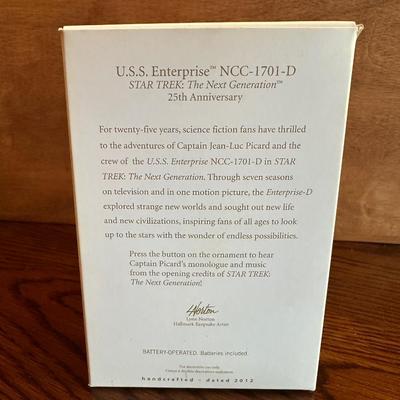 U.S.S. Enterprise™ NCC-1701-D
STAR TREK: The Next Generation™
25th Anniversary
For twenty-five years, science fiction fans have thrilled
to the adventures of Captain Jean-Luc Picard and the
crew of the U.S.S. Enterprise NCC-1701-D in STAR
TREK: The Next Generation. Through seven seasons
on television and in one motion picture, the Enterprise-D
explored strange new worlds and sought out new life
and new civilizations, inspiring fans of all ages to look
up to the stars with the wonder of endless possibilities.
Press the button on the ornament to hear
Captain Picard's monologue and music
from the opening credits of STAR TREK:
The Next Generation!
LNorton
Lynn Norton
Hallmark Keepsake Artist
BATTERY-OPERATED. Batteries included.
For decorative use only.
handcrafted - dated 2012